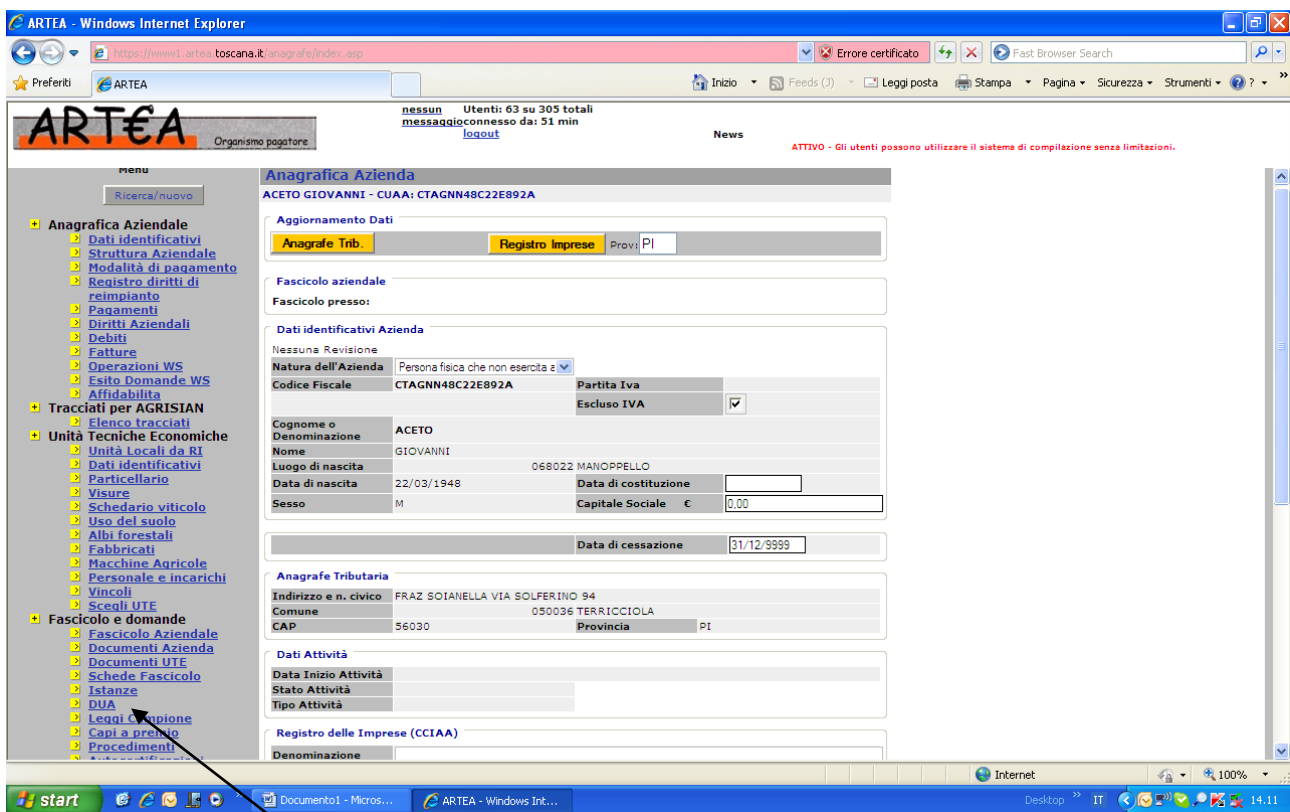 ARTEA - Windows Internet Explorer
https://www1.artea.toscana.it/anagrafe/index.asp
Errore certificato
Fast Browser Search
Preferiti
ARTEA
Inizio
Feeds (J)
Leggi posta
Stampa
Pagina
Sicurezza
Strumenti
?
»
ART€A
Organismo pagatore
nessun messaggio
Utenti: 63 su 305 totali
connesso da: 51 min
logout
News
ATTIVO - Gli utenti possono utilizzare il sistema di compilazione senza limitazioni.
Menu
Ricerca/nuovo
Anagrafica Aziendale
Dati identificativi
Struttura Aziendale
Modalità di pagamento
Registro diritti di
reimpianto
Pagamenti
Diritti Aziendali
Debiti
Fatture
Operazioni WS
Esito Domande WS
Affidabilita
Tracciati per AGRISIAN
Elenco tracciati
Unità Tecniche Economiche
Unità Locali da RI
Dati identificativi
Particellario
Visure
Schedario viticolo
Uso del suolo
Albi forestali
Fabbricati
Macchine Agricole
Personale e incarichi
Vincoli
Scegli UTE
Fascicolo e domande
Fascicolo Aziendale
Documenti Azienda
Documenti UTE
Schede Fascicolo
Istanze
DUA
Leggi Campione
Capi a premio
Procedimenti
Anagrafica Azienda
ACETO GIOVANNI - CUAA: CTAGNN48C22E892A
Aggiornamento Dati
Anagrafe Trib.
Registro Imprese
Prov: PI
Fascicolo aziendale
Fascicolo presso:
Dati identificativi Azienda
Nessuna Revisione
Natura dell'Azienda Persona fisica che non esercita a
Codice Fiscale CTAGNN48C22E892A Partita Iva
Escluso IVA
Cognome o
Denominazione ACETO
Nome GIOVANNI
Luogo di nascita 068022 MANOPPELLO
Data di nascita 22/03/1948 Data di costituzione
Sesso M Capitale Sociale € 0,00
Data di cessazione 31/12/9999
Anagrafe Tributaria
Indirizzo e n. civico FRAZ SOIANELLA VIA SOLFERINO 94
Comune 050036 TERRICCIOLA
CAP 56030 Provincia PI
Dati Attività
Data Inizio Attività
Stato Attività
Tipo Attività
Registro delle Imprese (CCIAA)
Denominazione
Internet
100%
start
Documento1 - Micros...
ARTEA - Windows Int...
Desktop
»
IT
14.11